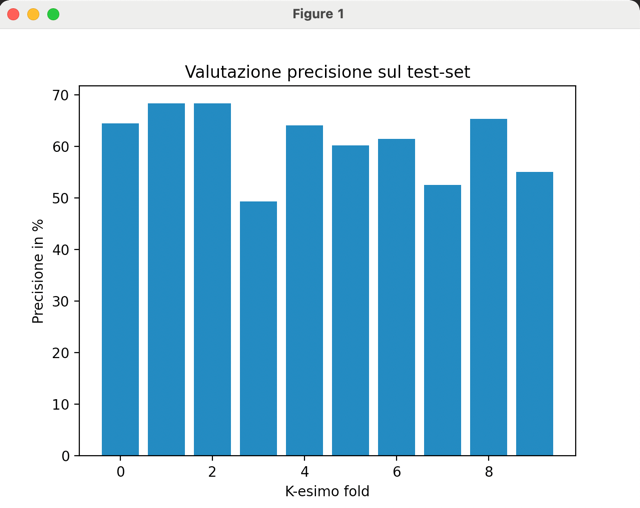 Figure 1
Valutazione precisione sul test-set
70
60
50
40
30
20
10
0
Precisione in %
0 2 4 6 8
K-esimo fold